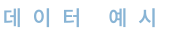 데 이 터 예 시